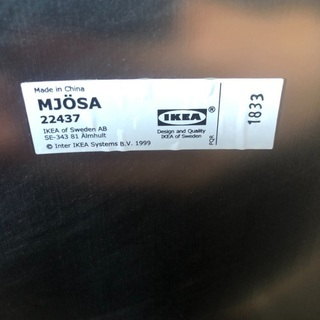 Made in China
MJÖSA
22437
IKEA of Sweden AB
SE-343 81 Älmhult
© Inter IKEA Systems B.V. 1999
IKEA®
Design and Quality
IKEA of Sweden
PQR
1833